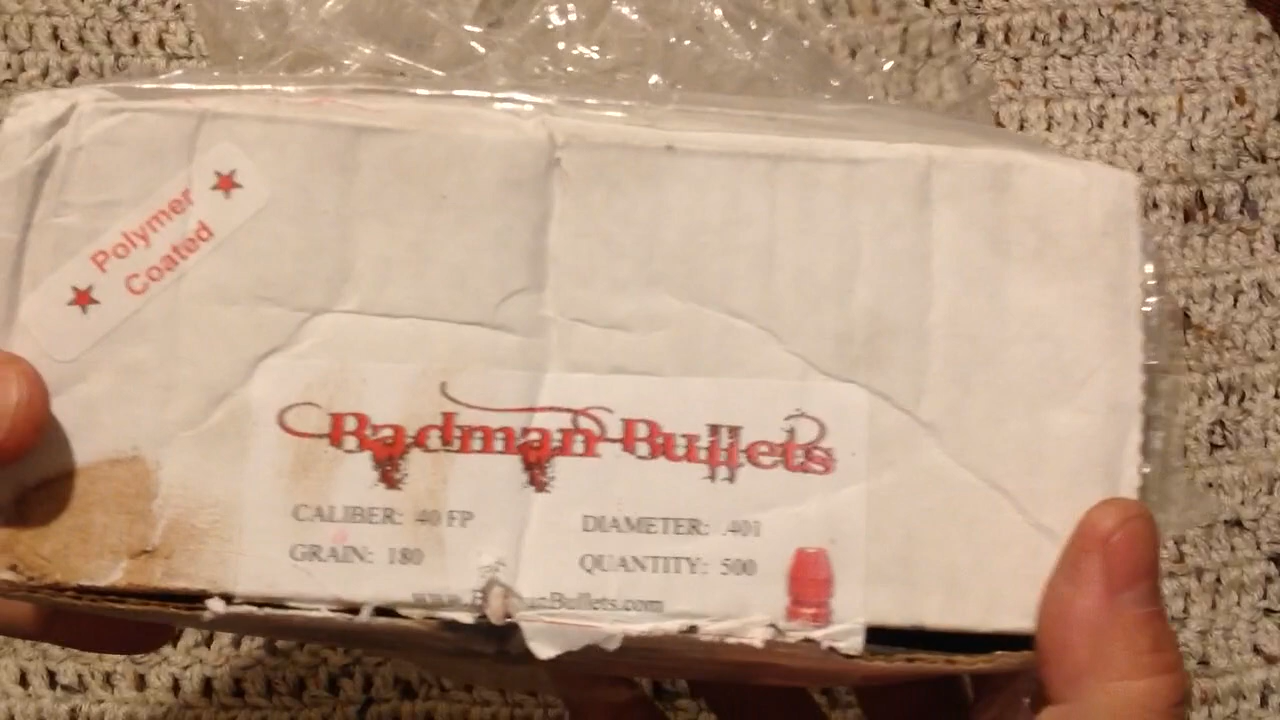 Polymer
Coated
Badman Bullets
CALIBER: 40 FP
DIAMETER: .401
GRAIN: 180
QUANTITY: 500